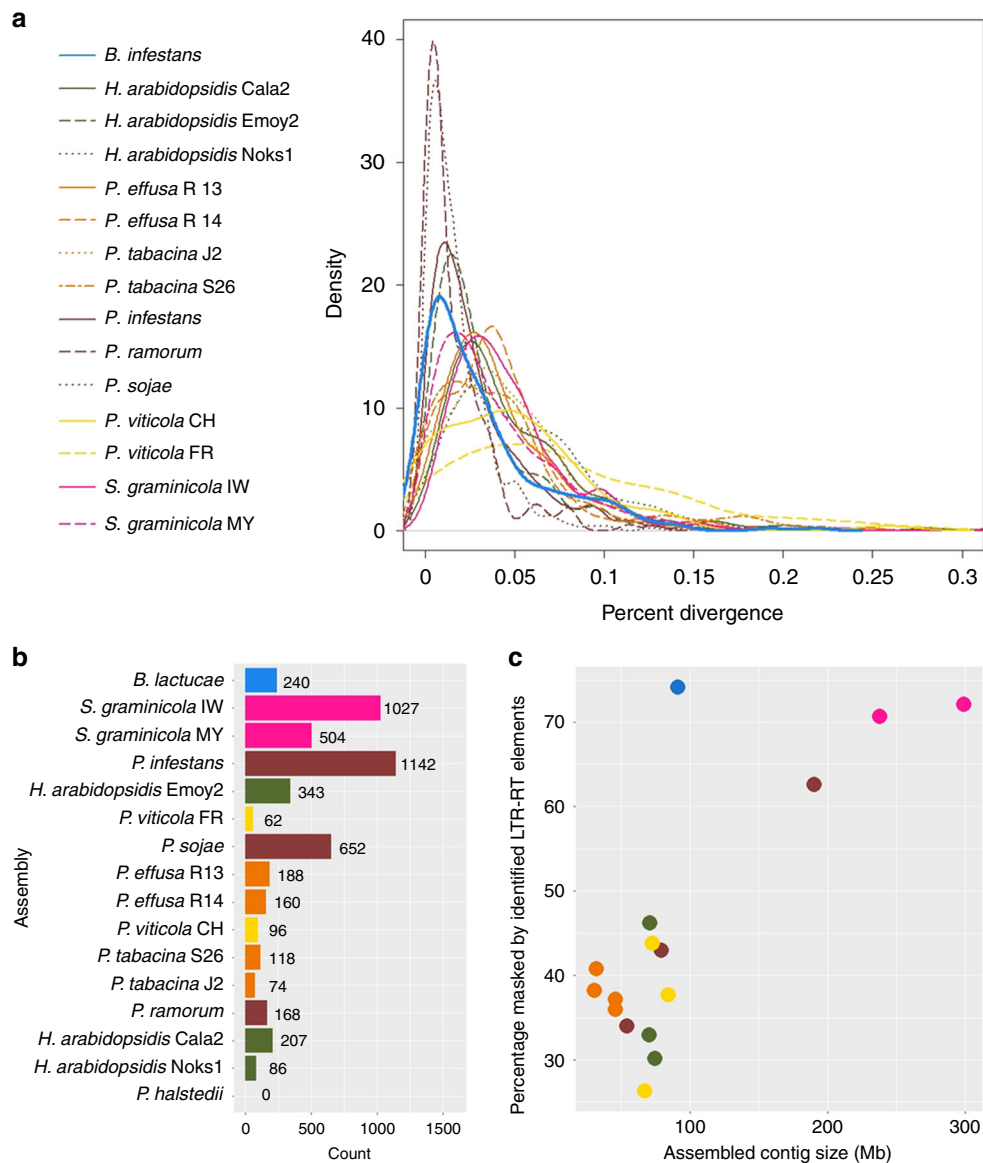 a
B. infestans
H. arabidopsidis Cala2
H. arabidopsidis Emoy2
H. arabidopsidis Noks1
P. effusa R 13
P. effusa R 14
P. tabacina J2
P. tabacina S26
P. infestans
P. ramorum
P. sojae
P. viticola CH
P. viticola FR
S. graminicola IW
S. graminicola MY
Density
40
30
20
10
0
0 0.05 0.1 0.15 0.2 0.25 0.3
Percent divergence
b
Assembly
B. lactucae 240
S. graminicola IW 1027
S. graminicola MY 504
P. infestans 1142
H. arabidopsidis Emoy2 343
P. viticola FR 62
P. sojae 652
P. effusa R13 188
P. effusa R14 160
P. viticola CH 96
P. tabacina S26 118
P. tabacina J2 74
P. ramorum 168
H. arabidopsidis Cala2 207
H. arabidopsidis Noks1 86
P. halstedii 0
0 500 1000 1500
Count
c
Percentage masked by identified LTR-RT elements
70
60
50
40
30
100 200 300
Assembled contig size (Mb)